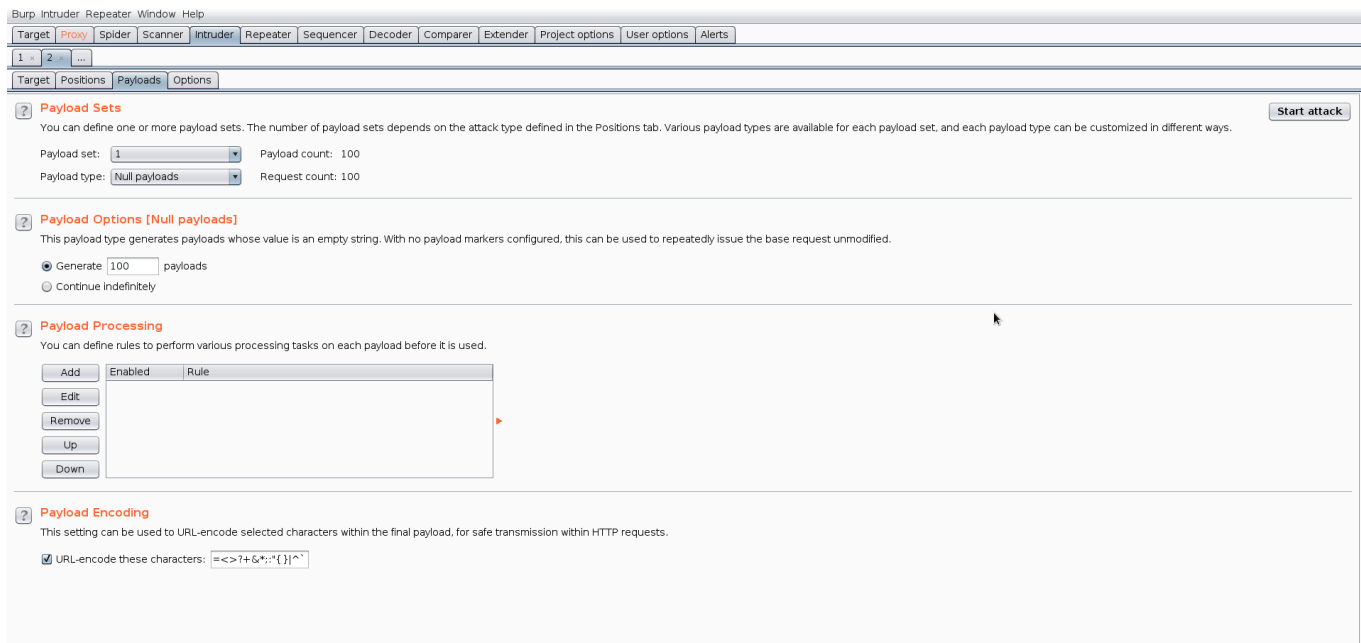 Burp Intruder Repeater Window Help
Target Proxy Spider Scanner Intruder Repeater Sequencer Decoder Comparer Extender Project options User options Alerts
1 × 2 × ...
Target Positions Payloads Options
? Payload Sets Start attack
You can define one or more payload sets. The number of payload sets depends on the attack type defined in the Positions tab. Various payload types are available for each payload set, and each payload type can be customized in different ways.
Payload set: 1 Payload count: 100
Payload type: Null payloads Request count: 100
? Payload Options [Null payloads]
This payload type generates payloads whose value is an empty string. With no payload markers configured, this can be used to repeatedly issue the base request unmodified.
Generate 100 payloads
Continue indefinitely
? Payload Processing
You can define rules to perform various processing tasks on each payload before it is used.
Add Enabled Rule
Edit
Remove
Up
Down
? Payload Encoding
This setting can be used to URL-encode selected characters within the final payload, for safe transmission within HTTP requests.
URL-encode these characters: =<>?+&*;:"{}|^`